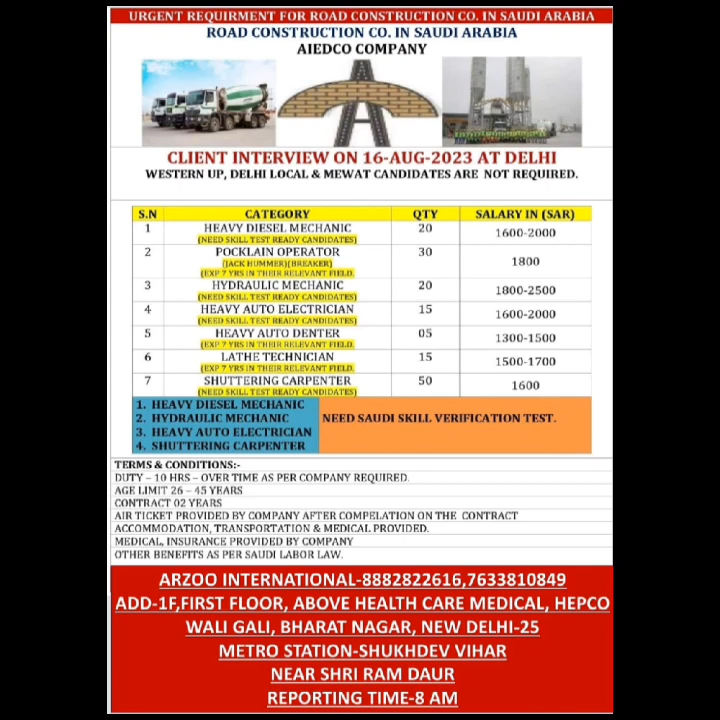 URGENT REQUIRMENT FOR ROAD CONSTRUCTION CO. IN SAUDI ARABIA
ROAD CONSTRUCTION CO. IN SAUDI ARABIA
AIEDCO COMPANY
CLIENT INTERVIEW ON 16-AUG-2023 AT DELHI
WESTERN UP, DELHI LOCAL & MEWAT CANDIDATES ARE NOT REQUIRED.
S.N CATEGORY QTY SALARY IN (SAR)
1 HEAVY DIESEL MECHANIC 20 1600-2000
(NEED SKILL TEST READY CANDIDATES)
2 POCKLAIN OPERATOR 30 1800
(JACK HUMMER)(BREAKER)
(EXP 7 YRS IN THEIR RELEVANT FIELD.
3 HYDRAULIC MECHANIC 20 1800-2500
(NEED SKILL TEST READY CANDIDATES)
4 HEAVY AUTO ELECTRICIAN 15 1600-2000
(NEED SKILL TEST READY CANDIDATES)
5 HEAVY AUTO DENTER 05 1300-1500
(EXP 7 YRS IN THEIR RELEVANT FIELD.
6 LATHE TECHNICIAN 15 1500-1700
(EXP 7 YRS IN THEIR RELEVANT FIELD.
7 SHUTTERING CARPENTER 50 1600
(NEED SKILL TEST READY CANDIDATES)
1. HEAVY DIESEL MECHANIC
2. HYDRAULIC MECHANIC
3. HEAVY AUTO ELECTRICIAN
4. SHUTTERING CARPENTER
NEED SAUDI SKILL VERIFICATION TEST.
TERMS & CONDITIONS:-
DUTY – 10 HRS – OVER TIME AS PER COMPANY REQUIRED.
AGE LIMIT 26 – 45 YEARS
CONTRACT 02 YEARS
AIR TICKET PROVIDED BY COMPANY AFTER COMPELATION ON THE CONTRACT
ACCOMMODATION, TRANSPORTATION & MEDICAL PROVIDED.
MEDICAL, INSURANCE PROVIDED BY COMPANY
OTHER BENEFITS AS PER SAUDI LABOR LAW.
ARZOO INTERNATIONAL-8882822616,7633810849
ADD-1F,FIRST FLOOR, ABOVE HEALTH CARE MEDICAL, HEPCO
WALI GALI, BHARAT NAGAR, NEW DELHI-25
METRO STATION-SHUKHDEV VIHAR
NEAR SHRI RAM DAUR
REPORTING TIME-8 AM